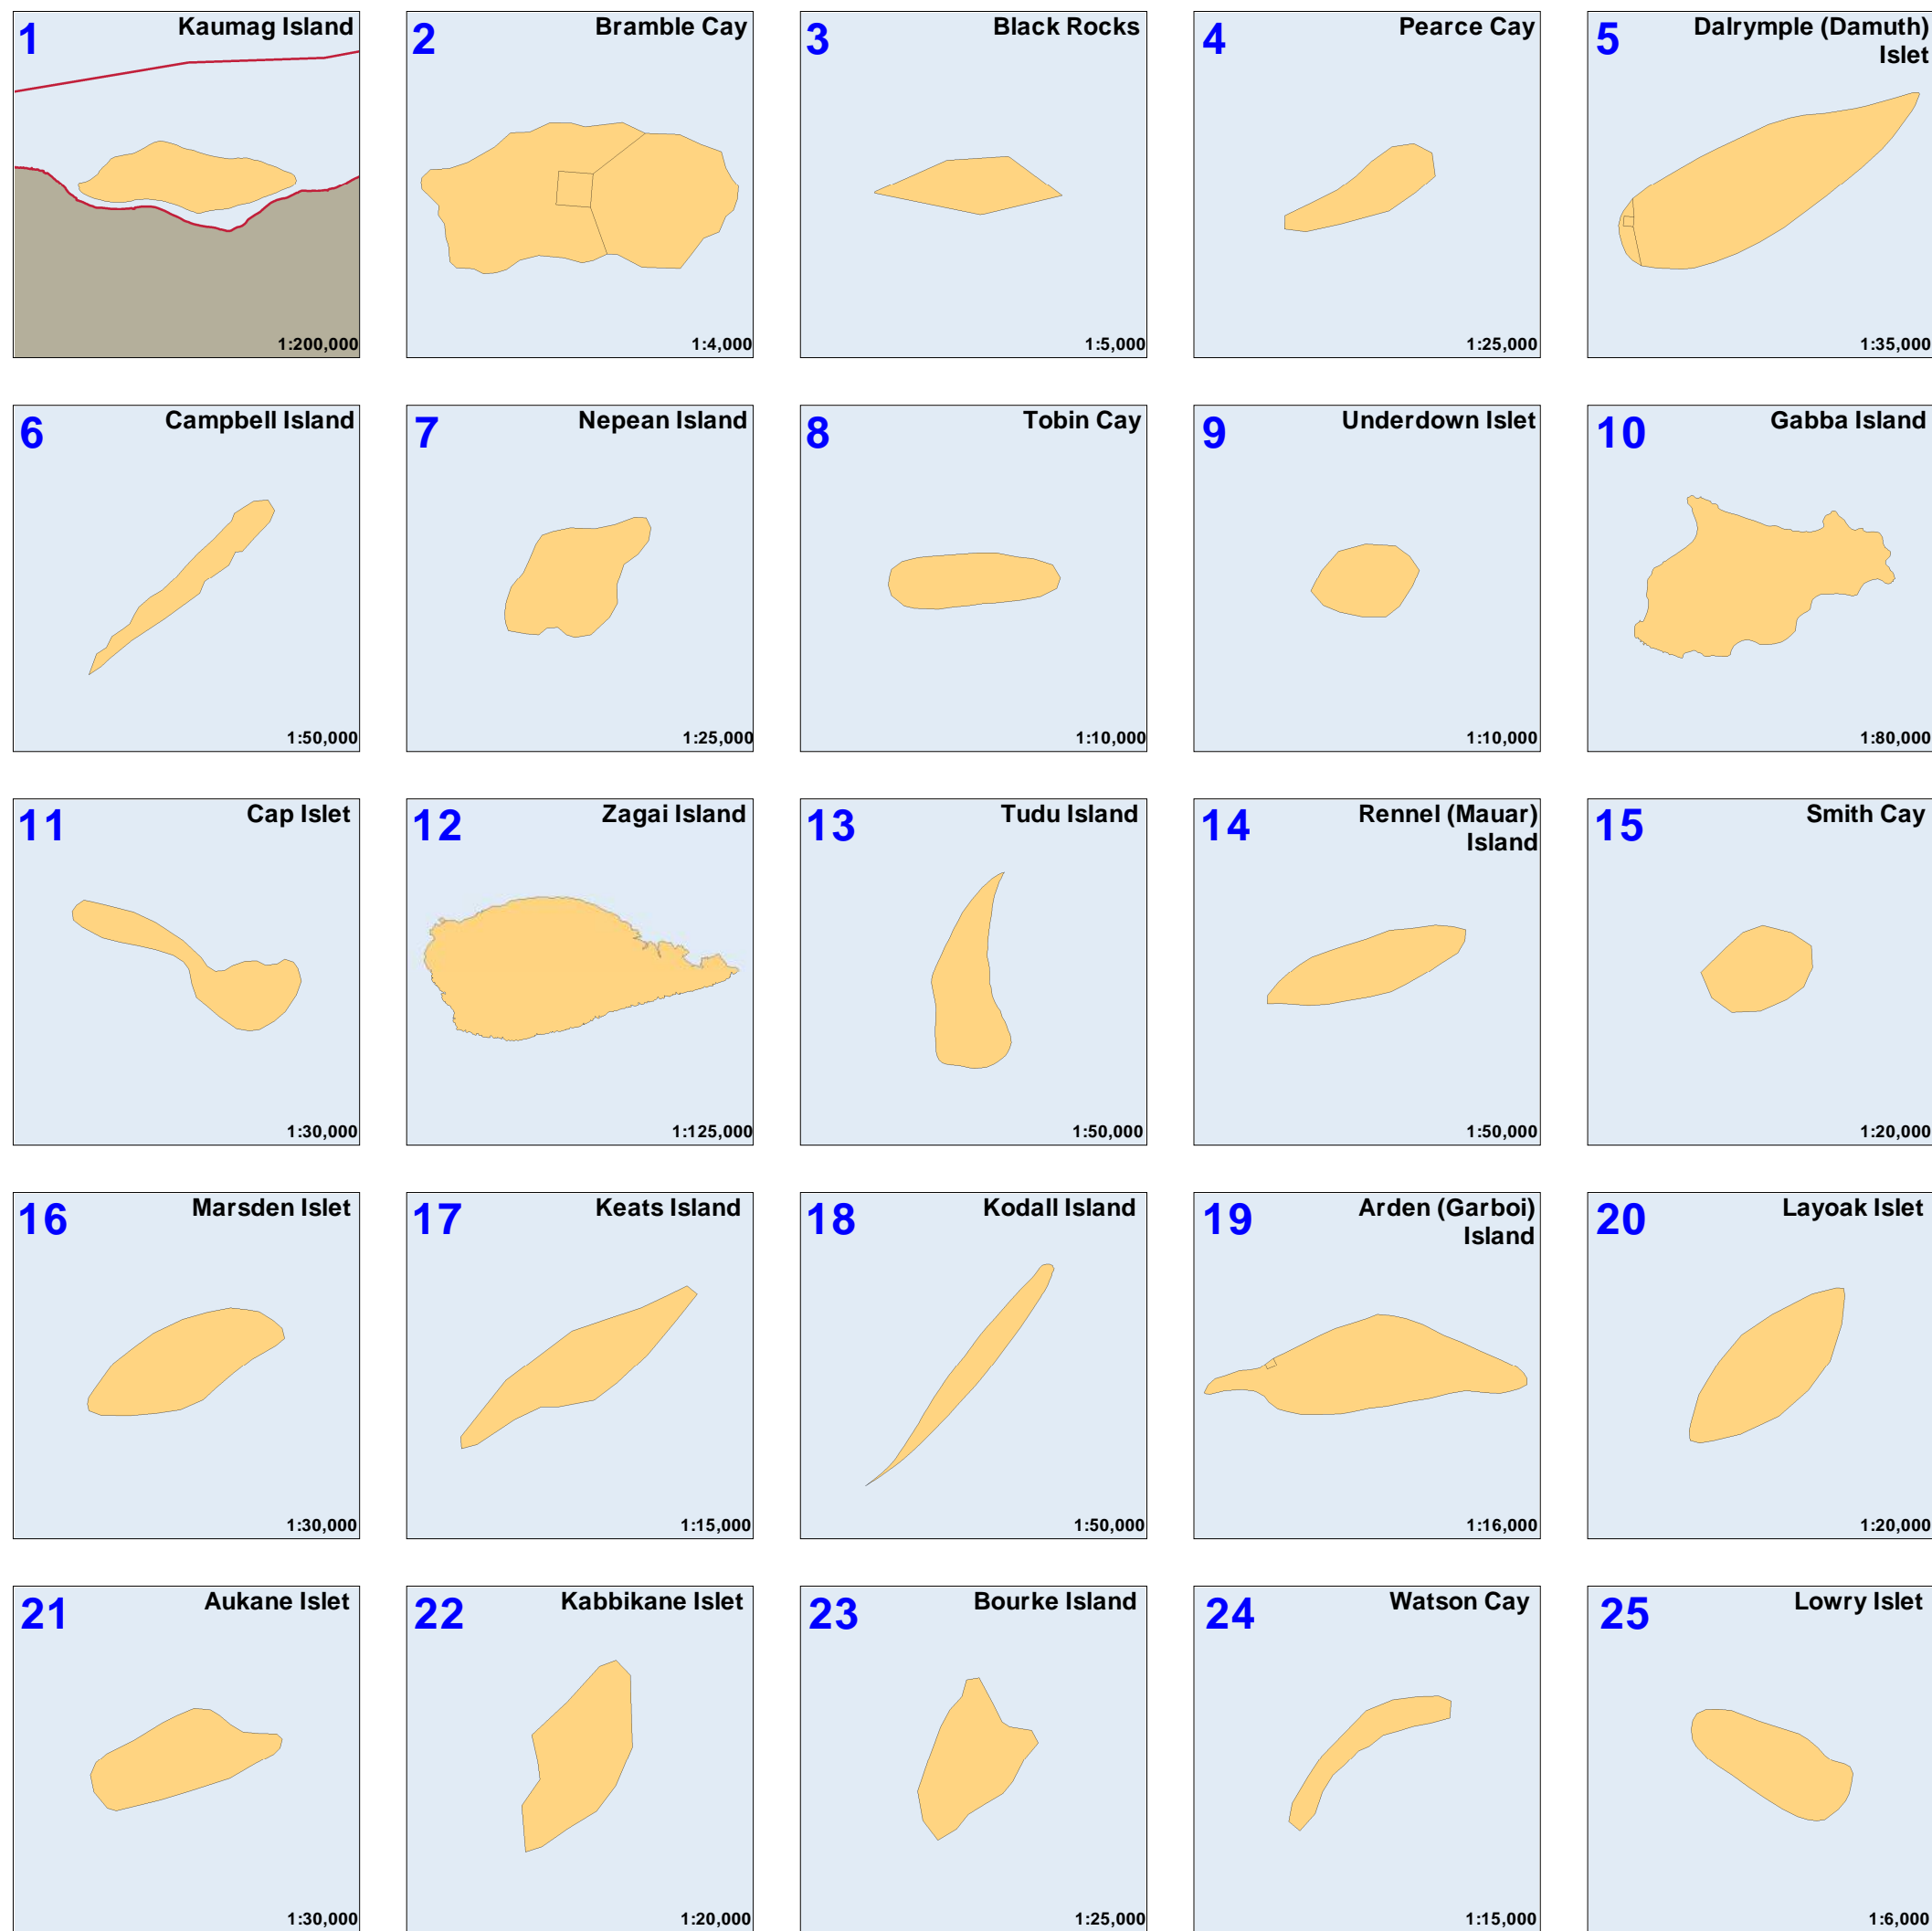 1
Kaumag Island
1:200,000
2
Bramble Cay
1:4,000
3
Black Rocks
1:5,000
4
Pearce Cay
1:25,000
5
Dalrymple (Damuth)
Islet
1:35,000
6
Campbell Island
1:50,000
7
Nepean Island
1:25,000
8
Tobin Cay
1:10,000
9
Underdown Islet
1:10,000
10
Gabba Island
1:80,000
11
Cap Islet
1:30,000
12
Zagai Island
1:125,000
13
Tudu Island
1:50,000
14
Rennel (Mauar)
Island
1:50,000
15
Smith Cay
1:20,000
16
Marsden Islet
1:30,000
17
Keats Island
1:15,000
18
Kodall Island
1:50,000
19
Arden (Garboi)
Island
1:16,000
20
Layoak Islet
1:20,000
21
Aukane Islet
1:30,000
22
Kabbikane Islet
1:20,000
23
Bourke Island
1:25,000
24
Watson Cay
1:15,000
25
Lowry Islet
1:6,000